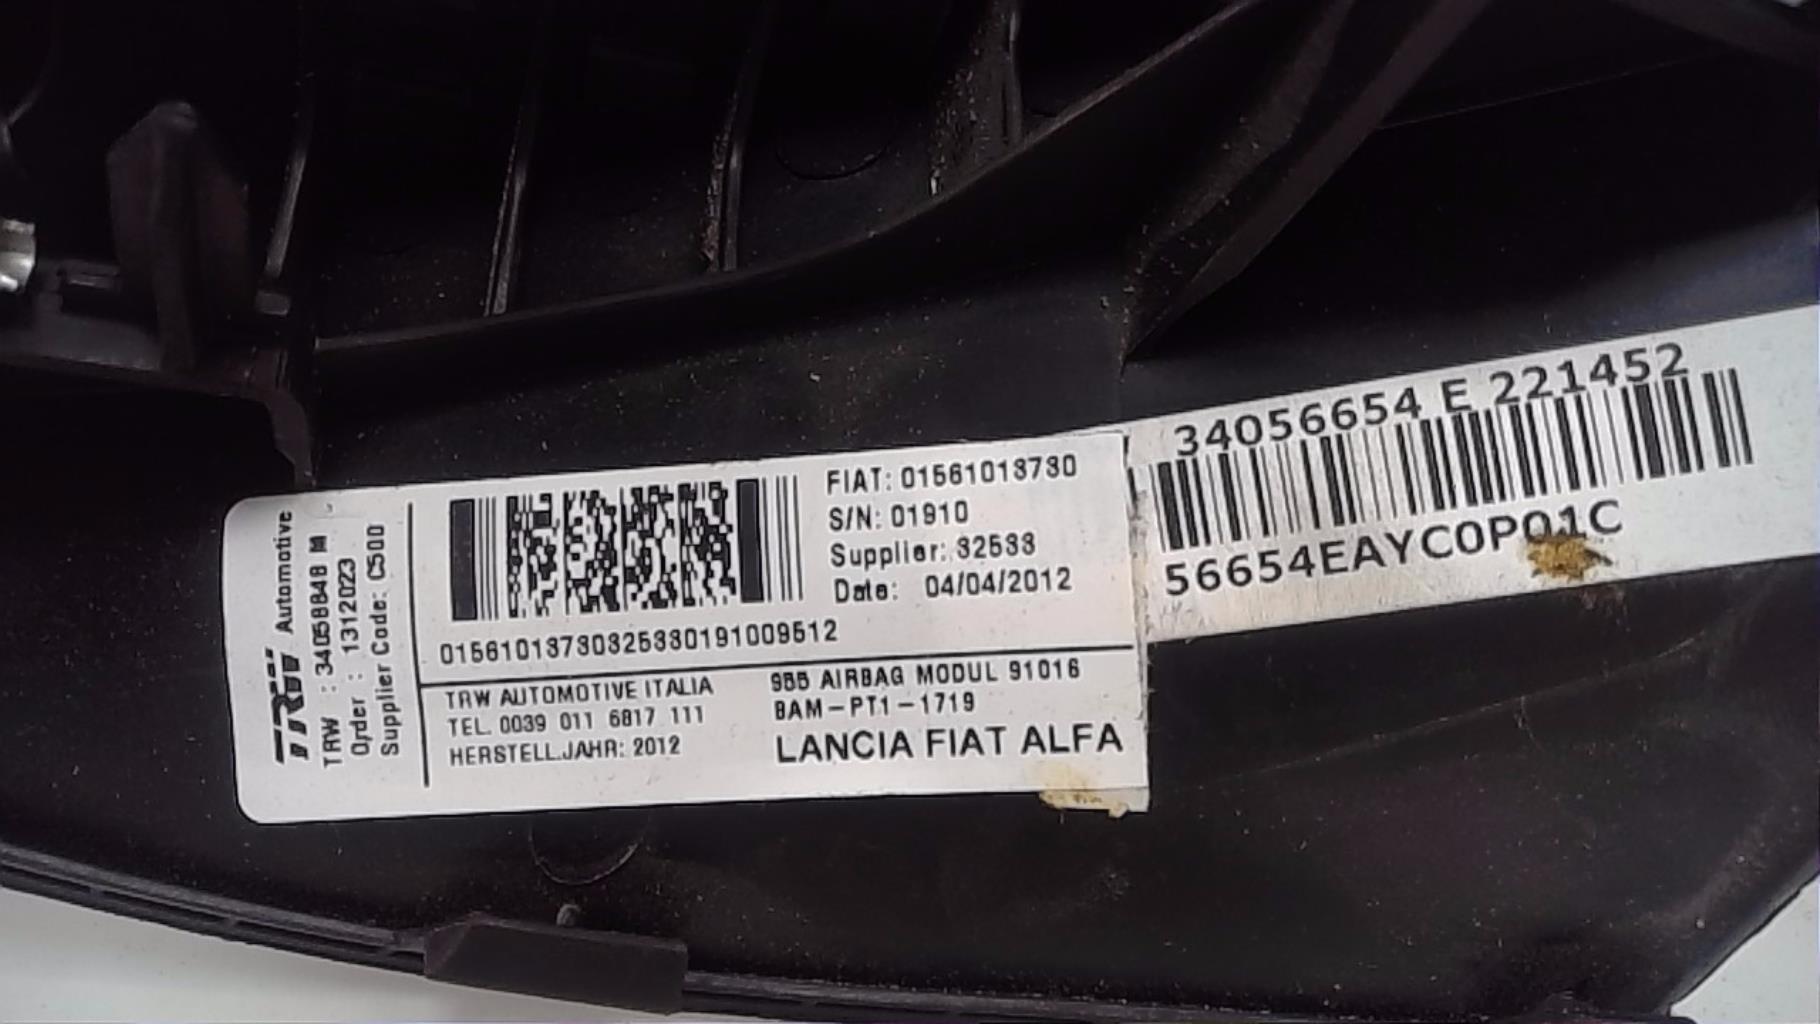 TRW Automotive
TRW : 34058848 M
Order : 1312023
Supplier Code: C500
FIAT: 01561013730
S/N: 01910
Supplier: 32533
Date: 04/04/2012
01561013730325330191009512
TRW AUTOMOTIVE ITALIA
TEL. 0039 011 6817 111
HERSTELL.JAHR: 2012
955 AIRBAG MODUL 91016
BAM-PT1-1719
LANCIA FIAT ALFA
34056654 E 221452
56654EAYC0P01C